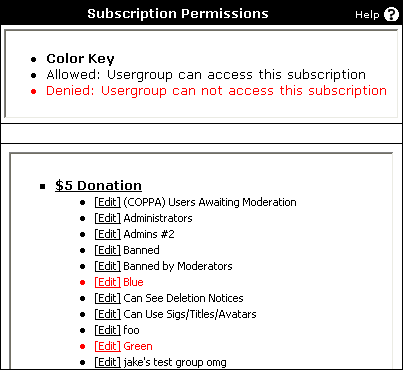 Subscription Permissions Help ?
Color Key
Allowed: Usergroup can access this subscription
Denied: Usergroup can not access this subscription
$5 Donation
[Edit] (COPPA) Users Awaiting Moderation
[Edit] Administrators
[Edit] Admins #2
[Edit] Banned
[Edit] Banned by Moderators
[Edit] Blue
[Edit] Can See Deletion Notices
[Edit] Can Use Sigs/Titles/Avatars
[Edit] foo
[Edit] Green
[Edit] jake's test group omg